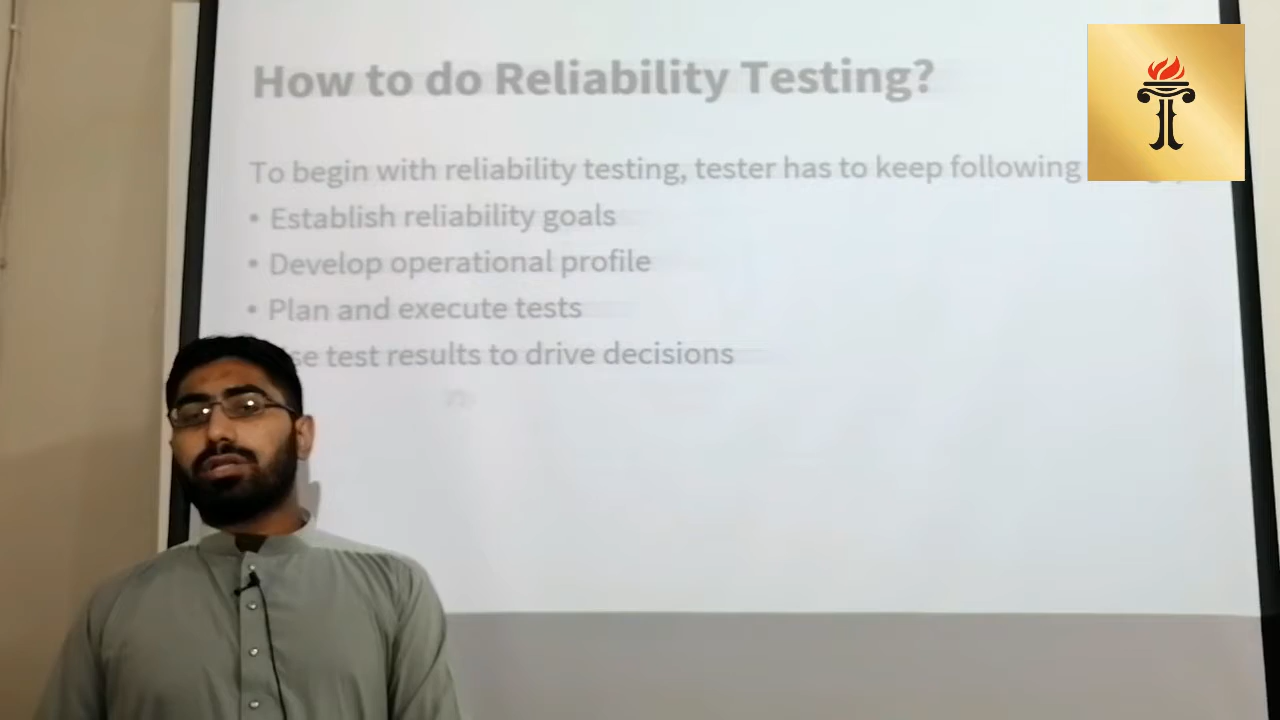 How to do Reliability Testing?
To begin with reliability testing, tester has to keep following
• Establish reliability goals
• Develop operational profile
• Plan and execute tests
test results to drive decisions